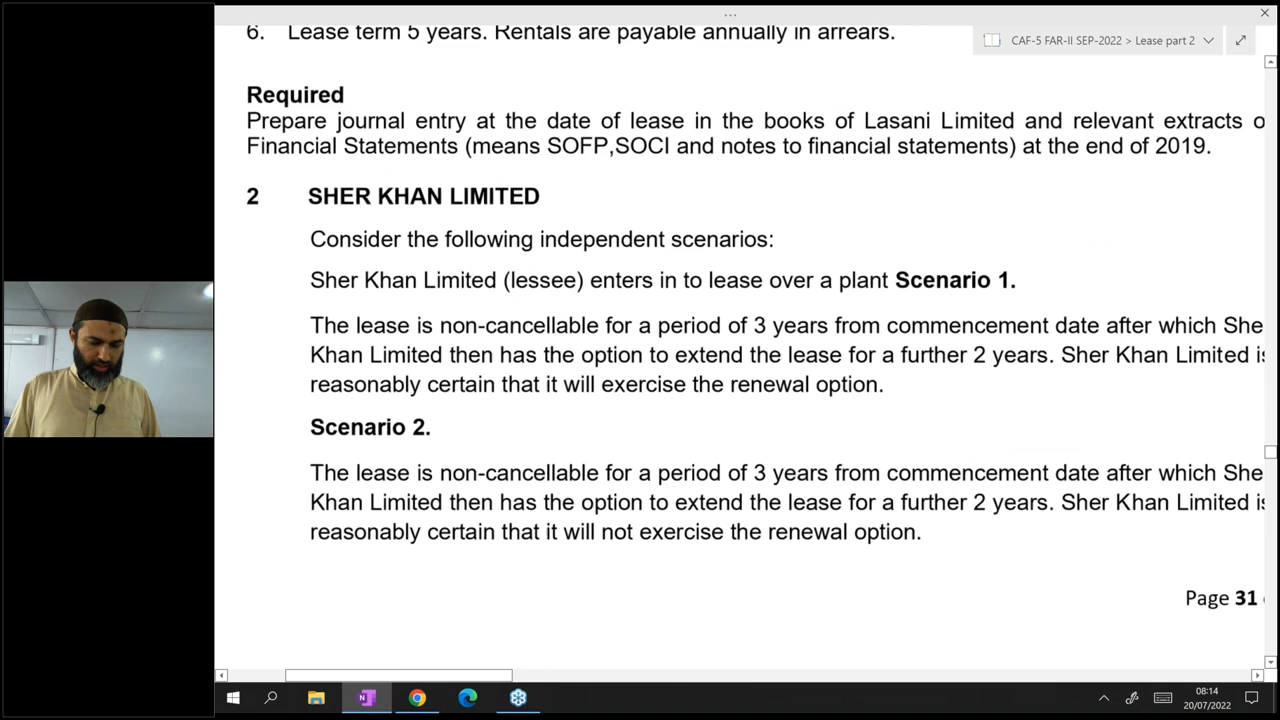 6. Lease term 5 years. Rentals are payable annually in arrears.
CAF-5 FAR-II SEP-2022 > Lease part 2
Required
Prepare journal entry at the date of lease in the books of Lasani Limited and relevant extracts o
Financial Statements (means SOFP,SOCI and notes to financial statements) at the end of 2019.
2 SHER KHAN LIMITED
Consider the following independent scenarios:
Sher Khan Limited (lessee) enters in to lease over a plant Scenario 1.
The lease is non-cancellable for a period of 3 years from commencement date after which She
Khan Limited then has the option to extend the lease for a further 2 years. Sher Khan Limited is
reasonably certain that it will exercise the renewal option.
Scenario 2.
The lease is non-cancellable for a period of 3 years from commencement date after which She
Khan Limited then has the option to extend the lease for a further 2 years. Sher Khan Limited is
reasonably certain that it will not exercise the renewal option.
Page 31
08:14
20/07/2022